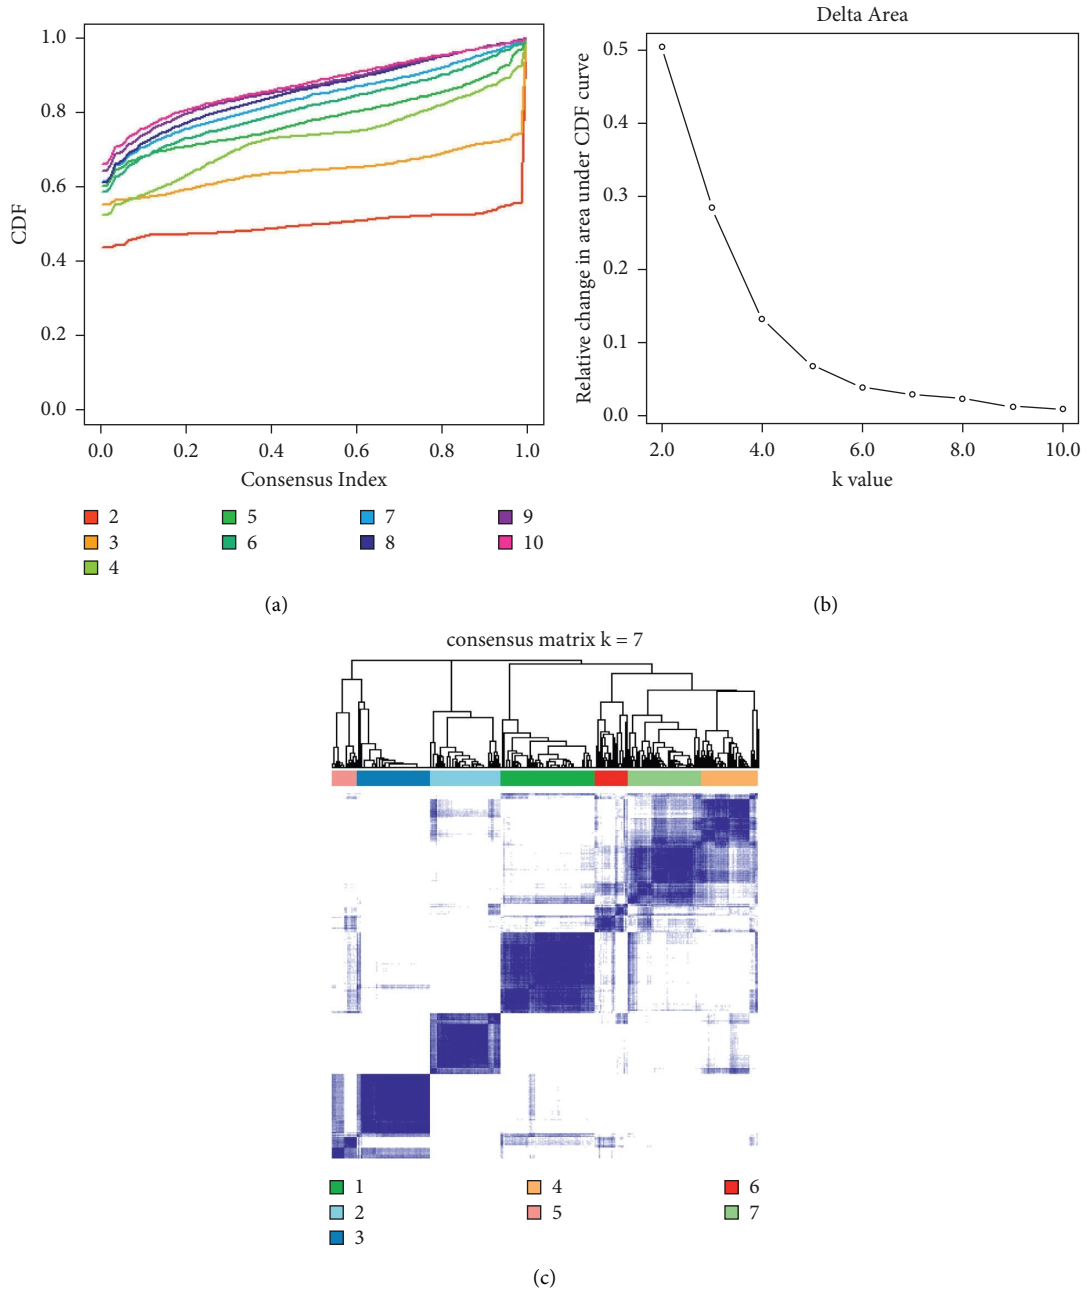 1.0
0.8
0.6
0.4
0.2
0.0
CDF
0.0 0.2 0.4 0.6 0.8 1.0
Consensus Index
2 5 7 9
3 6 8 10
4
(a)
Delta Area
0.5
0.4
0.3
0.2
0.1
0.0
Relative change in area under CDF curve
2.0 4.0 6.0 8.0 10.0
k value
(b)
consensus matrix k = 7
1 4 6
2 5 7
3
(c)